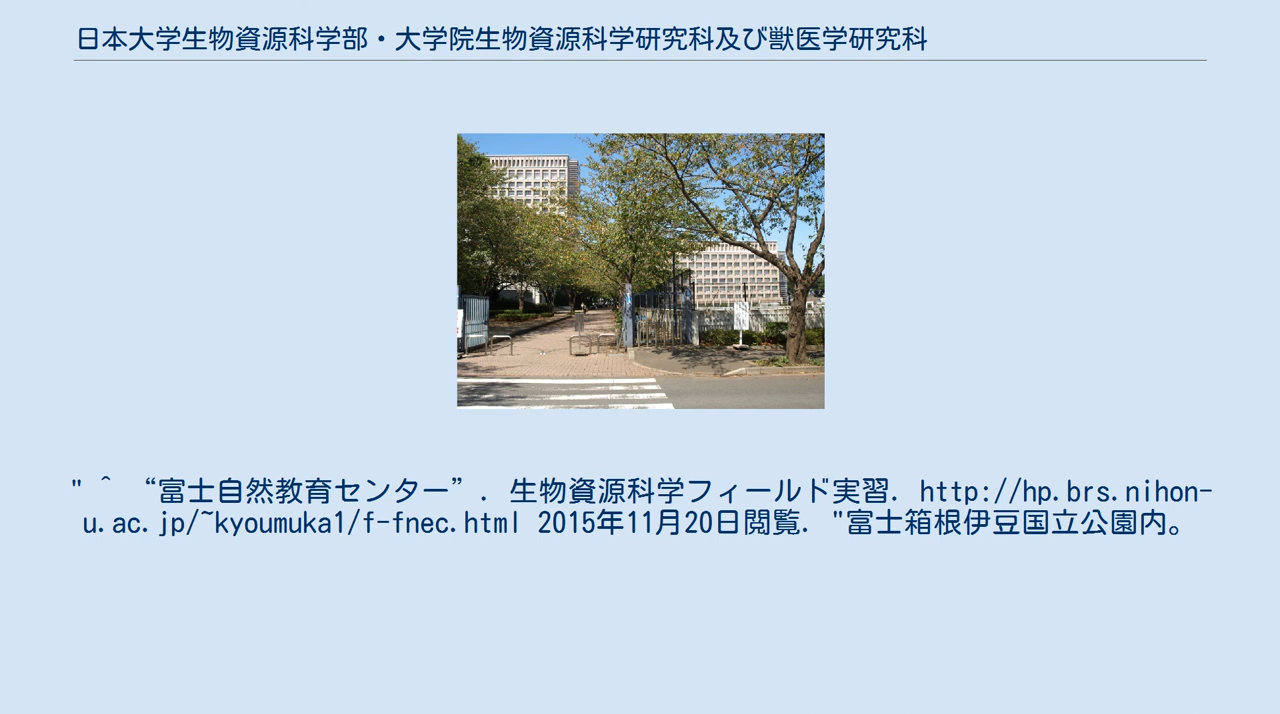 日本大学生物資源科学部・大学院生物資源科学研究科及び獣医学研究科
" ^ “富士自然教育センター”. 生物資源科学フィールド実習. http://hp.brs.nihon-
u.ac.jp/~kyoumuka1/f-fnec.html 2015年11月20日閲覧. "富士箱根伊豆国立公園内。